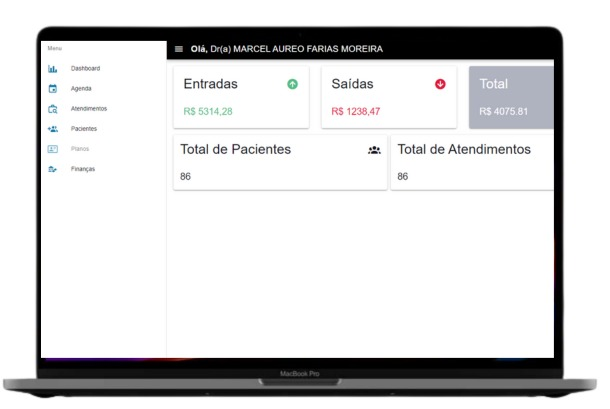 Menu
Dashboard
Agenda
Atendimentos
Pacientes
Planos
Finanças
Olá, Dr(a) MARCEL AUREO FARIAS MOREIRA
Entradas
R$ 5314,28
Saídas
R$ 1238,47
Total
R$ 4075.81
Total de Pacientes
86
Total de Atendimentos
86
MacBook Pro